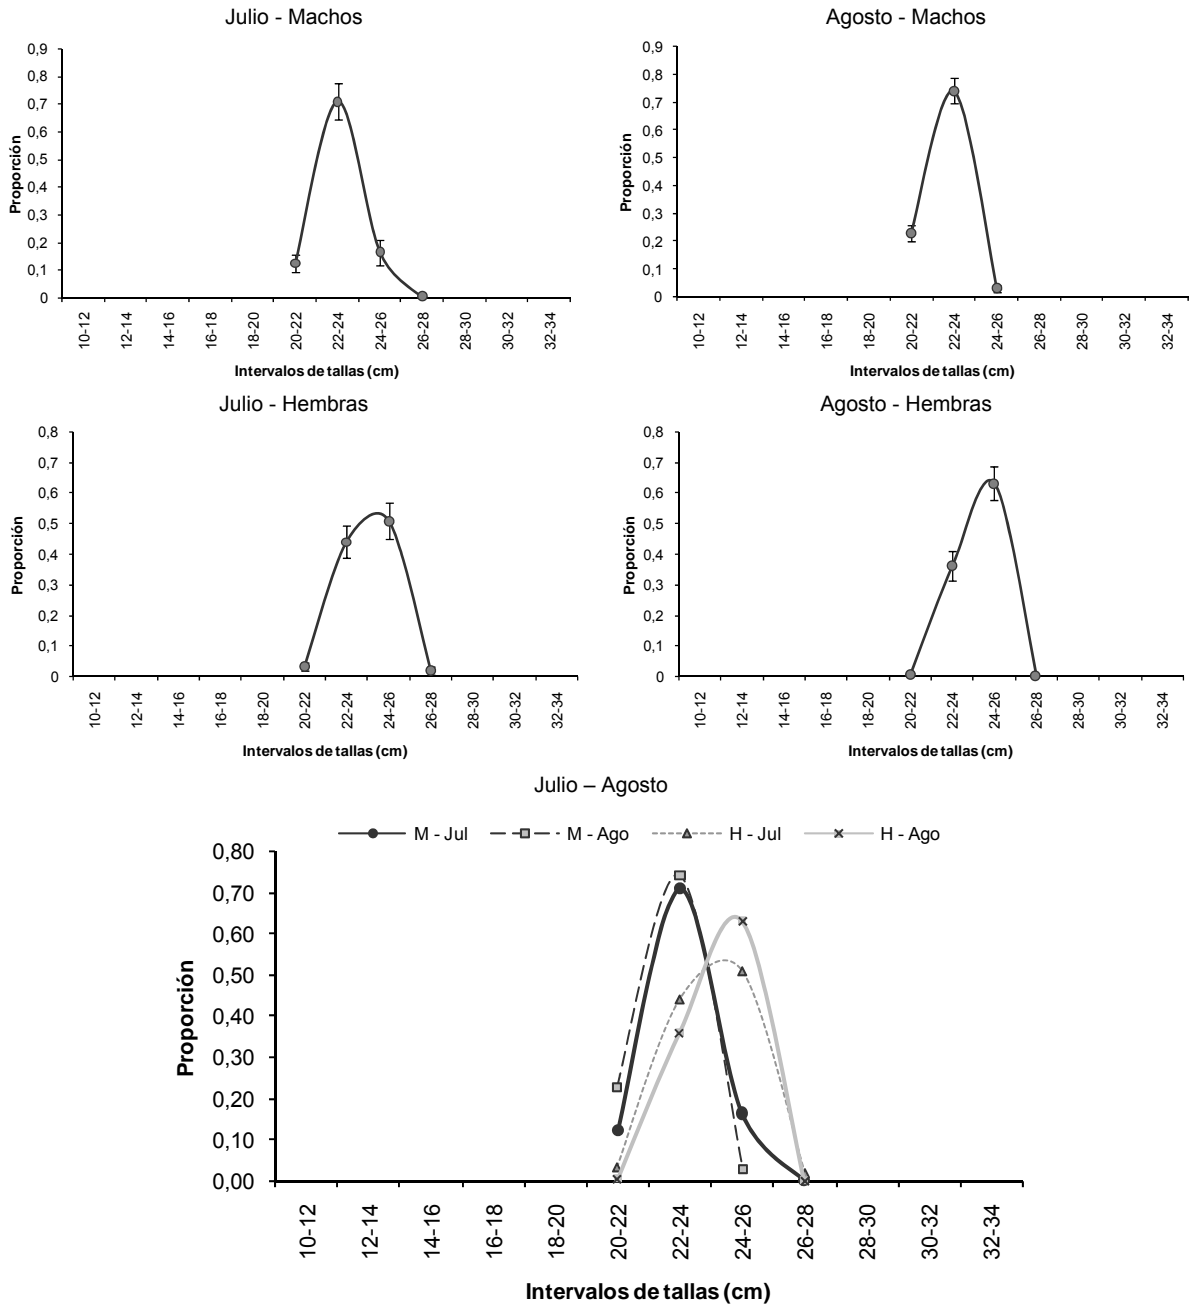 Julio - Machos
0,9
0,8
0,7
0,6
0,5
0,4
0,3
0,2
0,1
0
Proporción
10-12 12-14 14-16 16-18 18-20 20-22 22-24 24-26 26-28 28-30 30-32 32-34
Intervalos de tallas (cm)
Agosto - Machos
0,9
0,8
0,7
0,6
0,5
0,4
0,3
0,2
0,1
0
Proporción
10-12 12-14 14-16 16-18 18-20 20-22 22-24 24-26 26-28 28-30 30-32 32-34
Intervalos de tallas (cm)
Julio - Hembras
0,8
0,7
0,6
0,5
0,4
0,3
0,2
0,1
0
Proporción
10-12 12-14 14-16 16-18 18-20 20-22 22-24 24-26 26-28 28-30 30-32 32-34
Intervalos de tallas (cm)
Agosto - Hembras
0,8
0,7
0,6
0,5
0,4
0,3
0,2
0,1
0
Proporción
10-12 12-14 14-16 16-18 18-20 20-22 22-24 24-26 26-28 28-30 30-32 32-34
Intervalos de tallas (cm)
Julio – Agosto
M - Jul M - Ago H - Jul H - Ago
0,80
0,70
0,60
0,50
0,40
0,30
0,20
0,10
0,00
Proporción
10-12 12-14 14-16 16-18 18-20 20-22 22-24 24-26 26-28 28-30 30-32 32-34
Intervalos de tallas (cm)